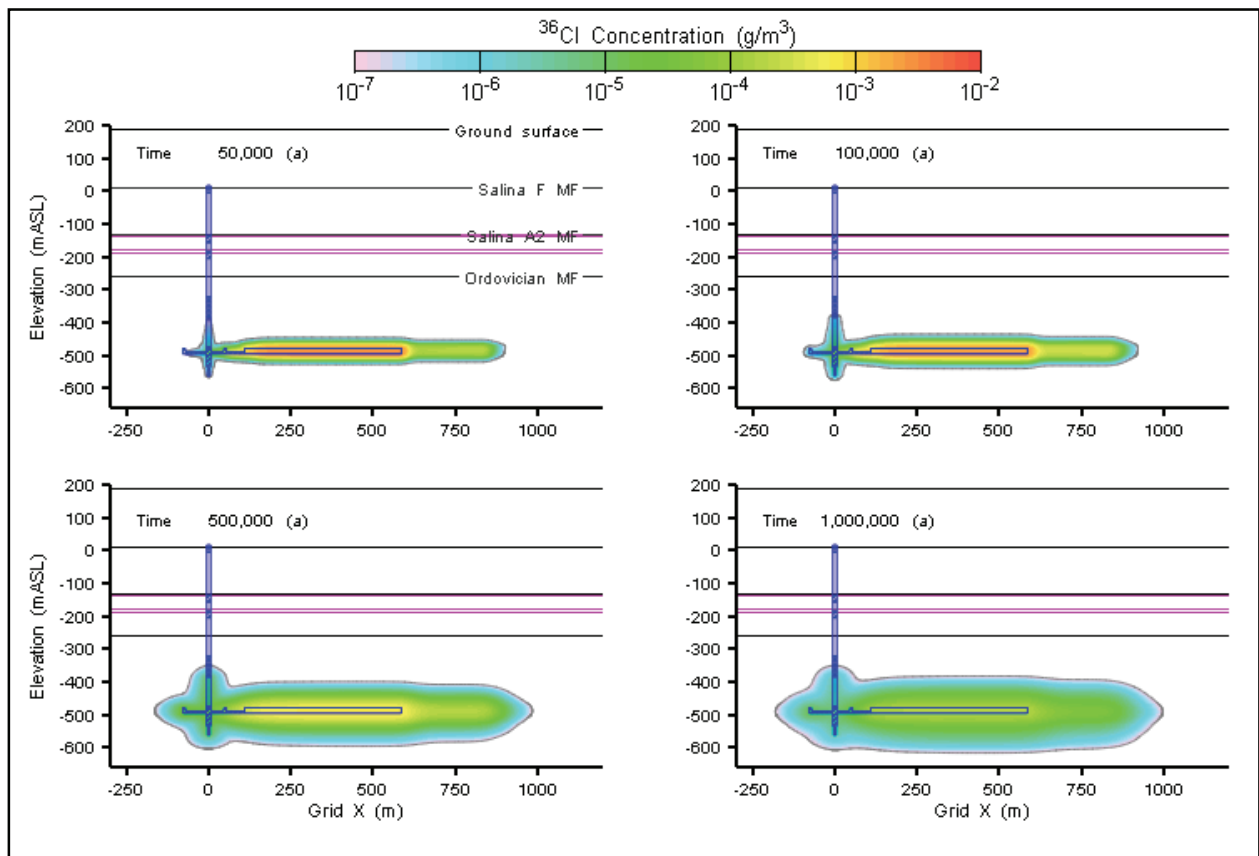 36Cl Concentration (g/m3)
10-7 10-6 10-5 10-4 10-3 10-2
Elevation (mASL)
200
100
0
-100
-200
-300
-400
-500
-600
Ground surface
Time 50,000 (a)
Salina F MF
Salina A2 MF
Ordovician MF
-250 0 250 500 750 1000
200
100
0
-100
-200
-300
-400
-500
-600
Time 100,000 (a)
-250 0 250 500 750 1000
Elevation (mASL)
200
100
0
-100
-200
-300
-400
-500
-600
Time 500,000 (a)
-250 0 250 500 750 1000
Grid X (m)
200
100
0
-100
-200
-300
-400
-500
-600
Time 1,000,000 (a)
-250 0 250 500 750 1000
Grid X (m)